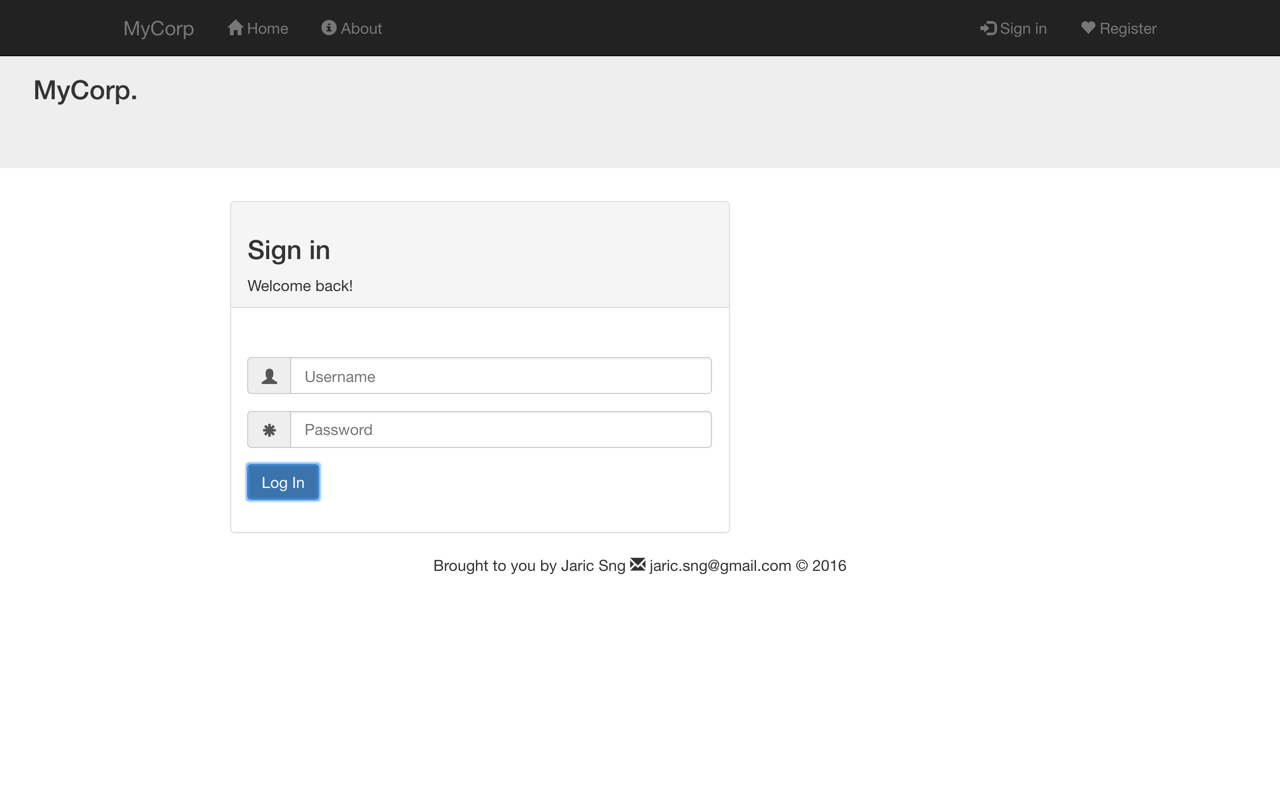 MyCorp Home About Sign in Register
MyCorp.
Sign in
Welcome back!
Username
Password
Log In
Brought to you by Jaric Sng jaric.sng@gmail.com © 2016